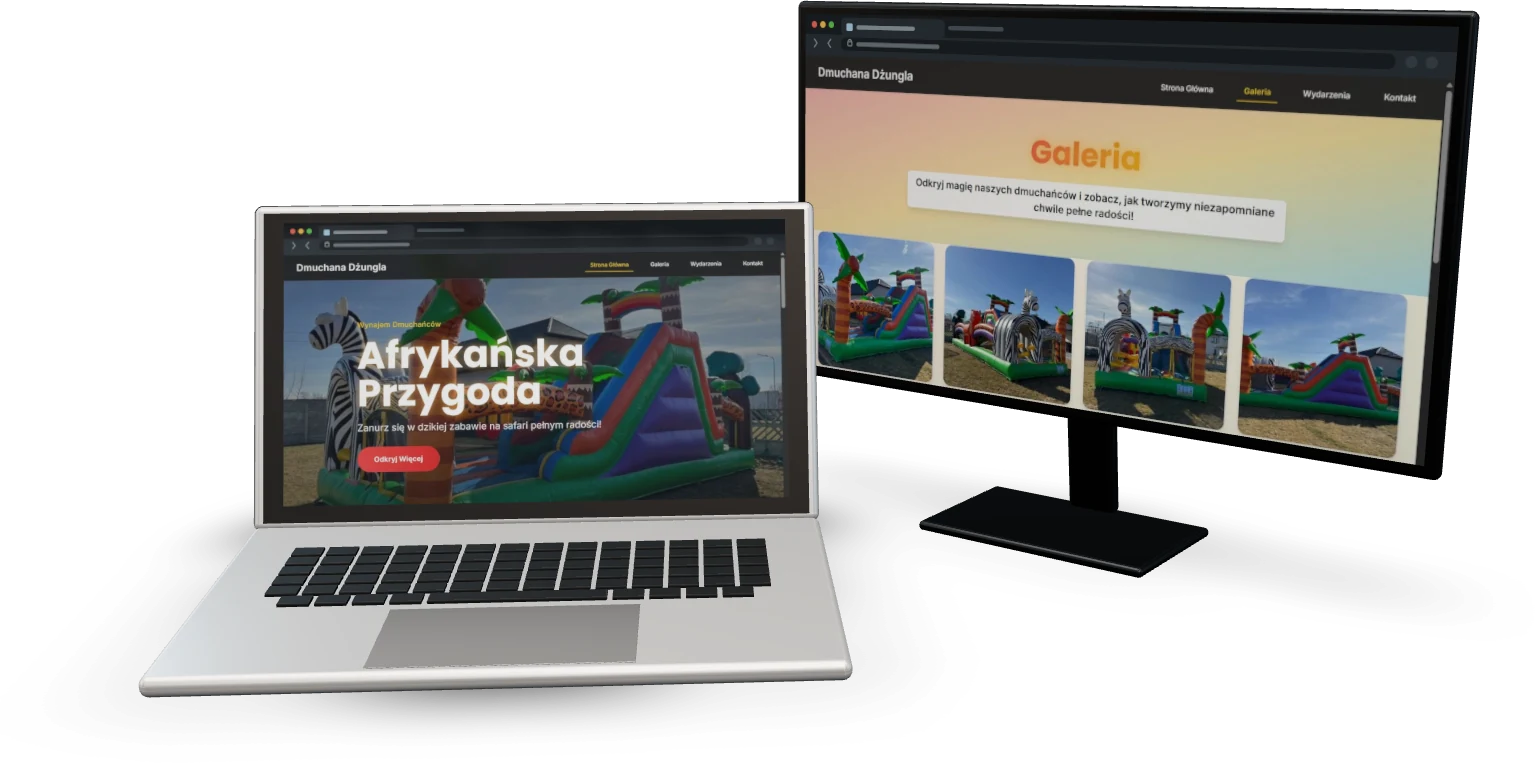 Dmuchana Dżungla
Strona Główna Galeria Wydarzenia Kontakt
Wynajem Dmuchańców
Afrykańska
Przygoda
Zanurz się w dzikiej zabawie na safari pełnym radości!
Odkryj Więcej
Dmuchana Dżungla
Strona Główna Galeria Wydarzenia Kontakt
Galeria
Odkryj magię naszych dmuchańców i zobacz, jak tworzymy niezapomniane
chwile pełne radości!